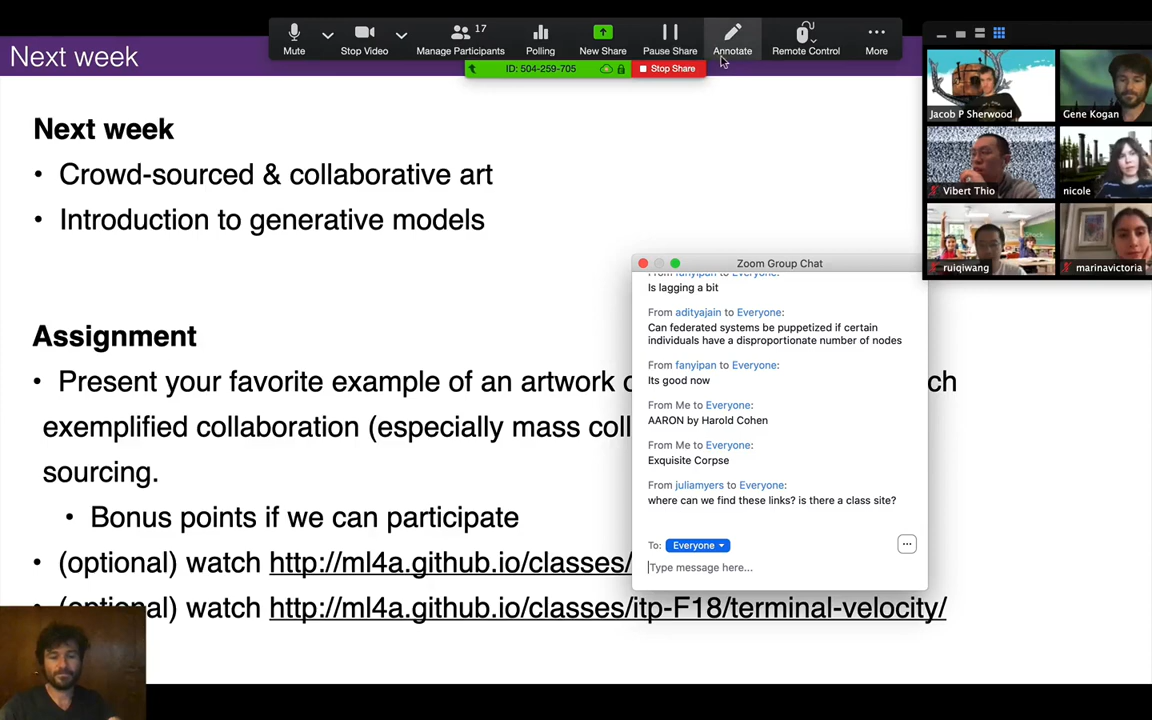 Mute
Stop Video
17
Manage Participants
Polling
New Share
Pause Share
Annotate
Remote Control
More
ID: 504-259-705
Stop Share
Next week
Next week
• Crowd-sourced & collaborative art
• Introduction to generative models
Assignment
• Present your favorite example of an artwork
ch
exemplified collaboration (especially mass coll
sourcing.
• Bonus points if we can participate
• (optional) watch http://ml4a.github.io/classes/
• (optional) watch http://ml4a.github.io/classes/itp-F18/terminal-velocity/
Zoom Group Chat
From fanyipan to Everyone:
Is lagging a bit
From adityajain to Everyone:
Can federated systems be puppetized if certain
individuals have a disproportionate number of nodes
From fanyipan to Everyone:
Its good now
From Me to Everyone:
AARON by Harold Cohen
From Me to Everyone:
Exquisite Corpse
From juliamyers to Everyone:
where can we find these links? is there a class site?
To: Everyone
Type message here...
Jacob P Sherwood
Gene Kogan
Vibert Thio
nicole
ruiqiwang
marinavictoria